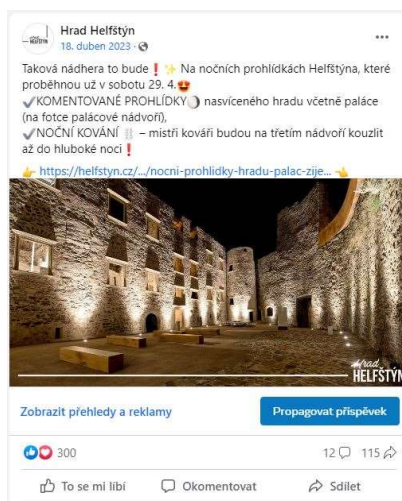 Hrad Helfštýn
18. duben 2023 ·
Taková nádhera to bude❗✨ Na nočních prohlídkách Helfštýna, které
proběhnou už v sobotu 29. 4.🤩
✔KOMENTOVANÉ PROHLÍDKY🌖 nasvíceného hradu včetně paláce
(na fotce palácové nádvoří),
✔NOČNÍ KOVÁNÍ ⛓ – mistři kováři budou na třetím nádvoří kouzlit
až do hluboké noci❗
👉 https://helfstyn.cz/.../nocni-prohlidky-hradu-palac-zije... 👈
Hrad
HELFŠTÝN
Zobrazit přehledy a reklamy
Propagovat příspěvek
300
12 115
To se mi líbí Okomentovat Sdílet